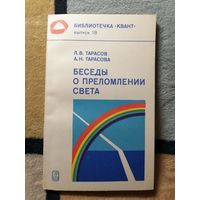 БИБЛИОТЕЧКА «КВАНТ»
выпуск 18
Л. В. ТАРАСОВ
А. Н. ТАРАСОВА
БЕСЕДЫ
О ПРЕЛОМЛЕНИИ
СВЕТА